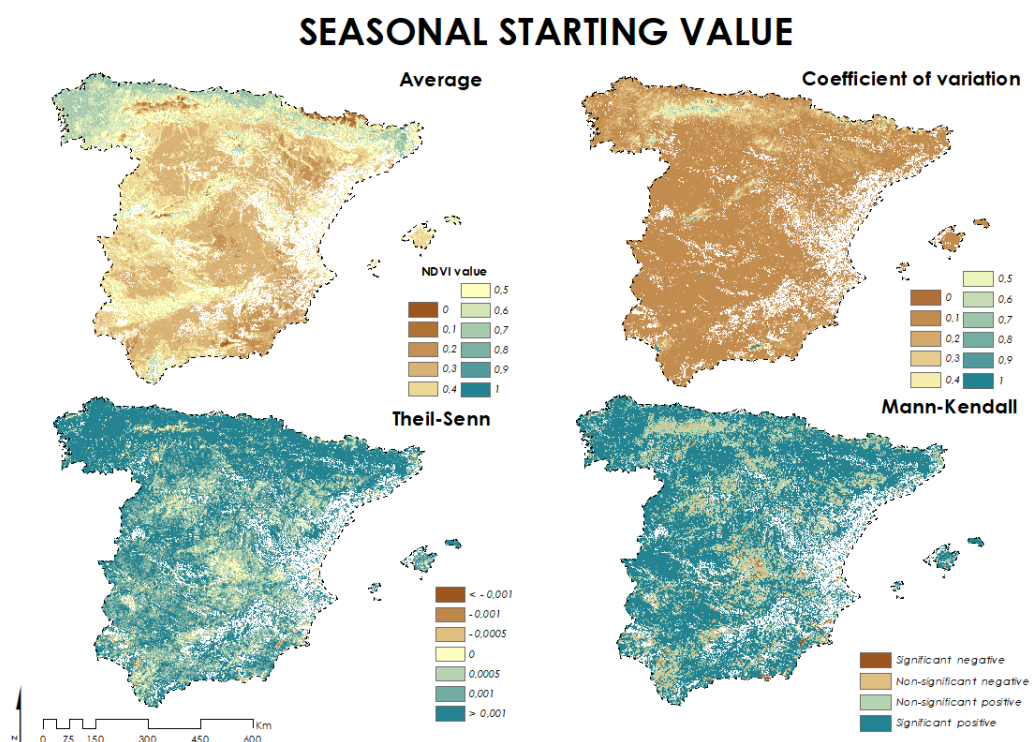 SEASONAL STARTING VALUE
Average
Coefficient of variation
NDVI value
0
0,1
0,2
0,3
0,4
0,5
0,6
0,7
0,8
0,9
1
0
0,1
0,2
0,3
0,4
0,5
0,6
0,7
0,8
0,9
1
Theil-Senn
Mann-Kendall
< - 0,001
- 0,001
- 0,0005
0
0,0005
0,001
> 0,001
Significant negative
Non-significant negative
Non-significant positive
Significant positive
N
Km
0 75 150 300 450 600